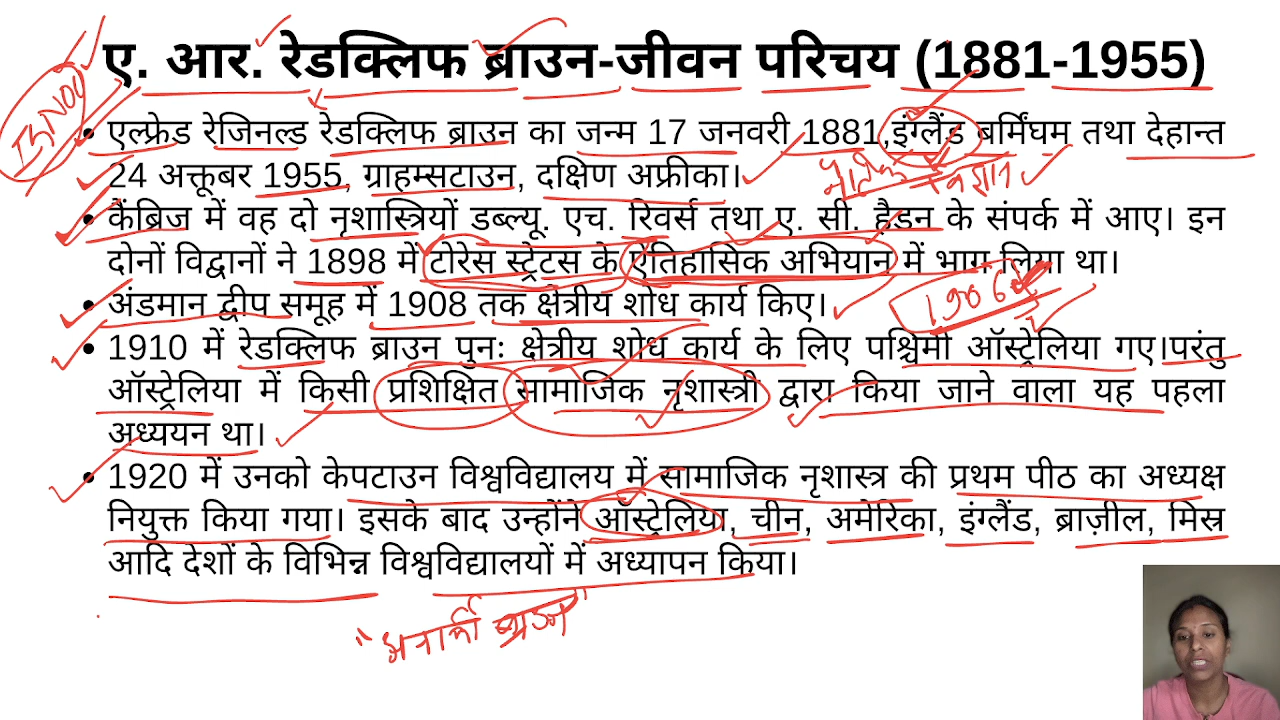 ए. आर. रेडक्लिफ ब्राउन-जीवन परिचय (1881-1955)
• एल्फ्रेड रेजिनल्ड रेडक्लिफ ब्राउन का जन्म 17 जनवरी 1881,इंग्लैंड बर्मिंघम तथा देहान्त
24 अक्तूबर 1955, ग्राहम्सटाउन, दक्षिण अफ्रीका।
• कैंब्रिज में वह दो नृशास्त्रियों डब्ल्यू. एच. रिवर्स तथा ए. सी. हैडन के संपर्क में आए। इन
दोनों विद्वानों ने 1898 में टोरेस स्ट्रेटस के ऐतिहासिक अभियान में भाग लिया था।
• अंडमान द्वीप समूह में 1908 तक क्षेत्रीय शोध कार्य किए।
1906
• 1910 में रेडक्लिफ ब्राउन पुनः क्षेत्रीय शोध कार्य के लिए पश्चिमी ऑस्ट्रेलिया गए।परंतु
ऑस्ट्रेलिया में किसी प्रशिक्षित सामाजिक नृशास्त्री द्वारा किया जाने वाला यह पहला
अध्ययन था।
• 1920 में उनको केपटाउन विश्वविद्यालय में सामाजिक नृशास्त्र की प्रथम पीठ का अध्यक्ष
नियुक्त किया गया। इसके बाद उन्होंने ऑस्ट्रेलिया, चीन, अमेरिका, इंग्लैंड, ब्राज़ील, मिस्र
आदि देशों के विभिन्न विश्वविद्यालयों में अध्यापन किया।
ब्राउन"